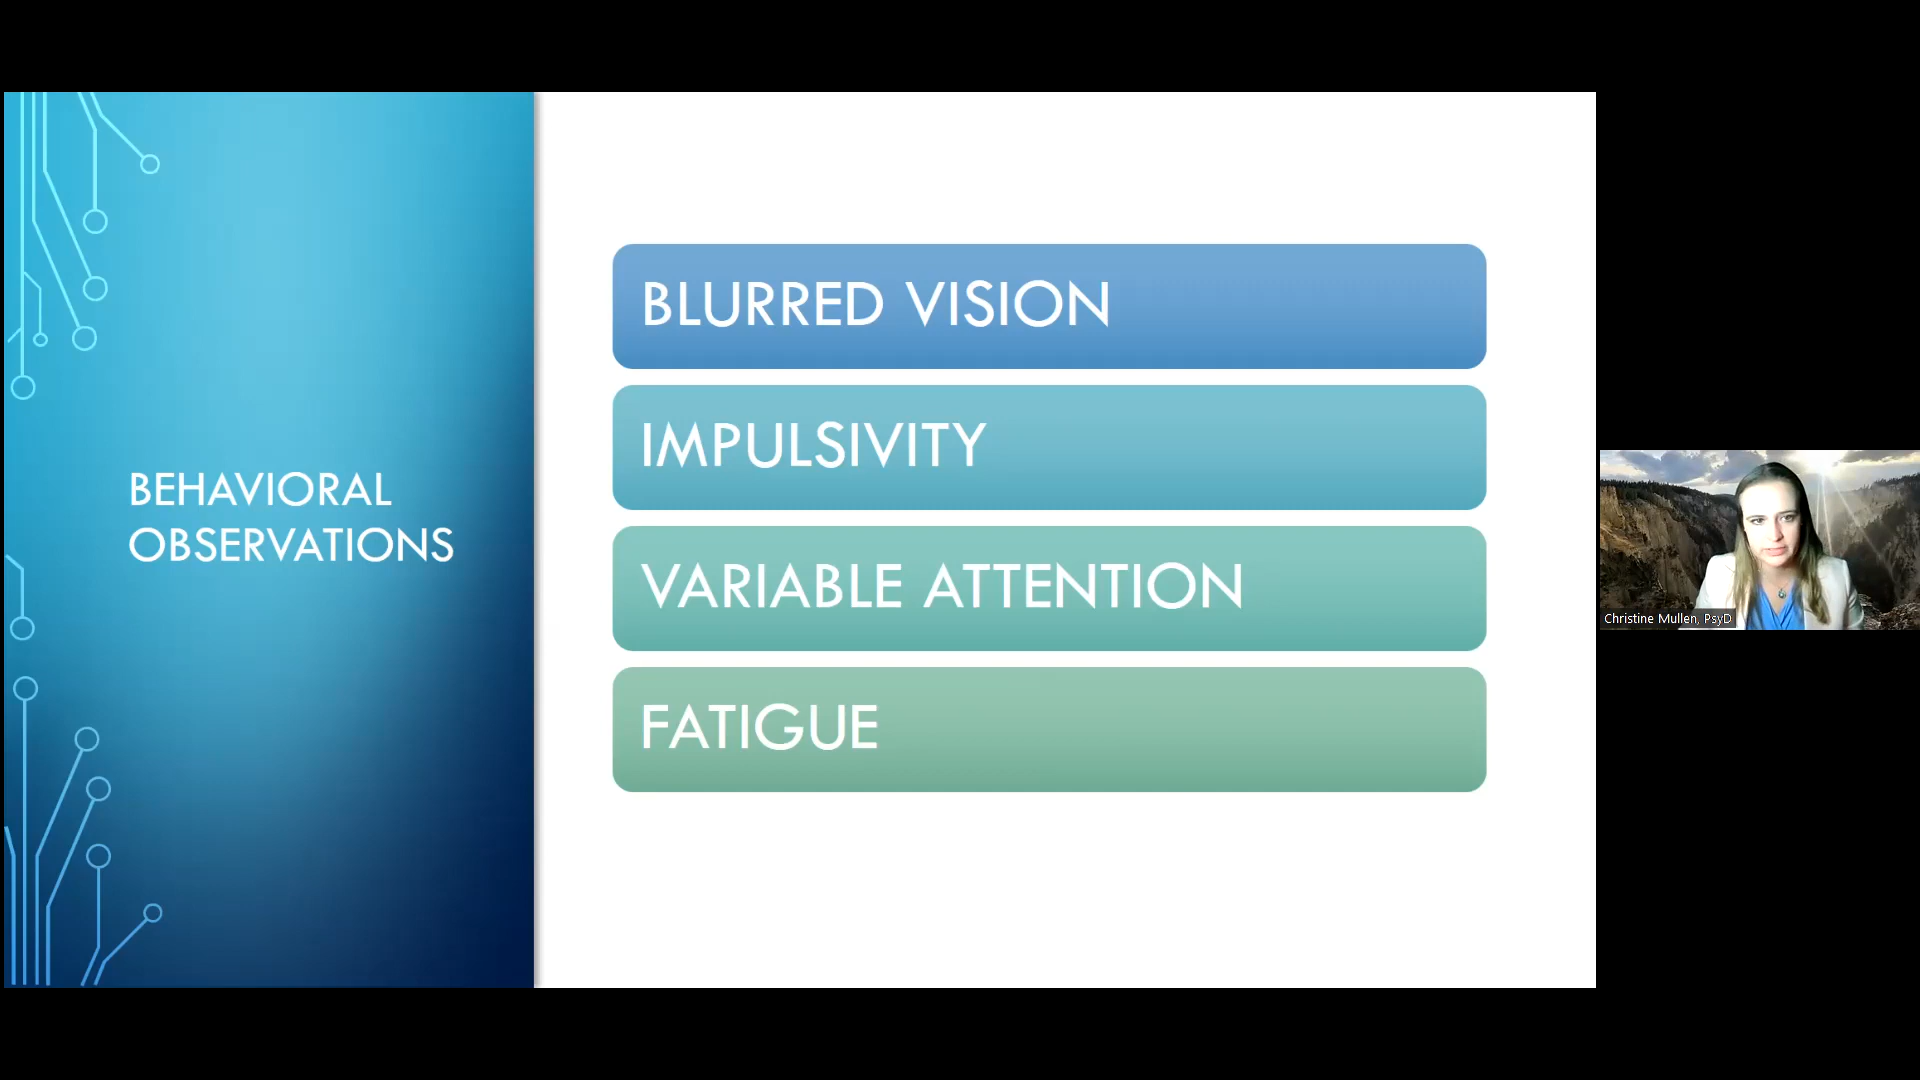 BEHAVIORAL
OBSERVATIONS
BLURRED VISION
IMPULSIVITY
VARIABLE ATTENTION
FATIGUE
Christine Mullen, PsyD